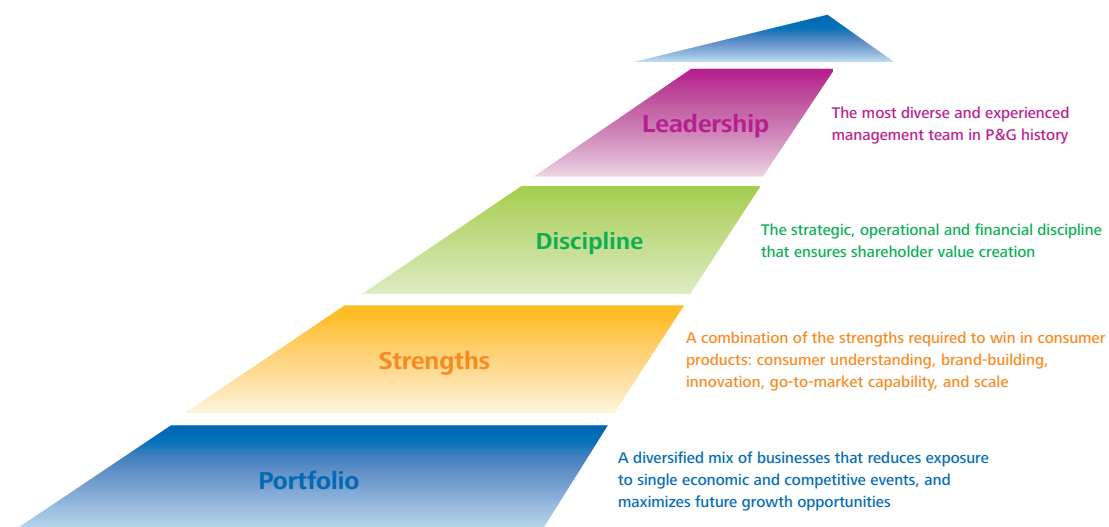 Leadership
The most diverse and experienced
management team in P&G history
Discipline
The strategic, operational and financial discipline
that ensures shareholder value creation
Strengths
A combination of the strengths required to win in consumer
products: consumer understanding, brand-building,
innovation, go-to-market capability, and scale
Portfolio
A diversified mix of businesses that reduces exposure
to single economic and competitive events, and
maximizes future growth opportunities